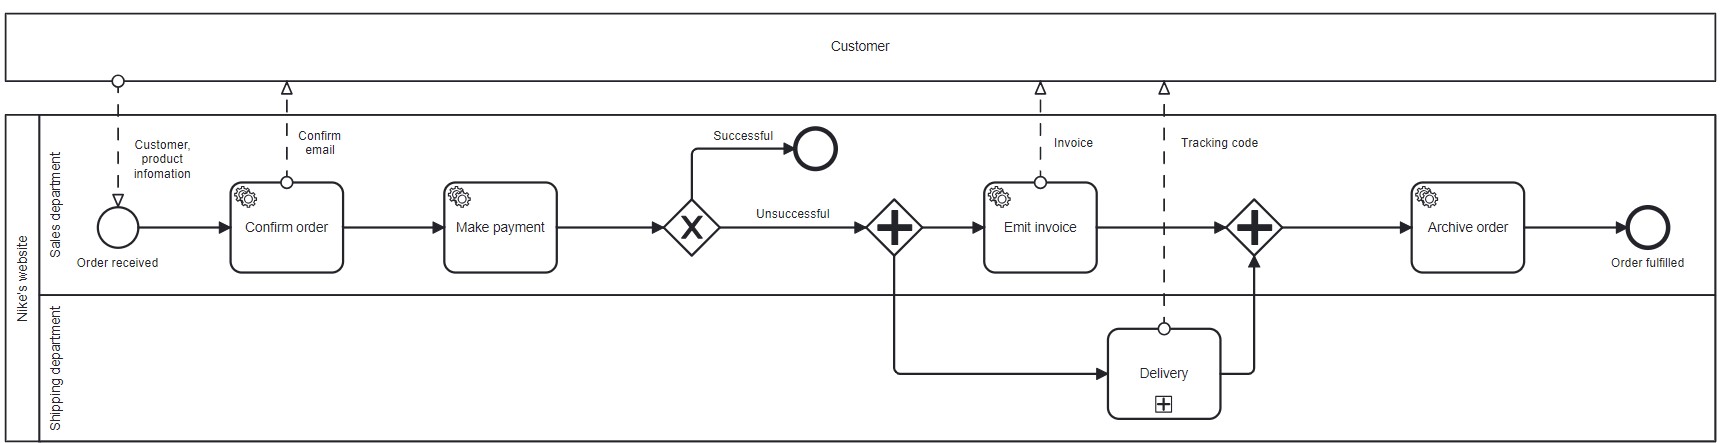 Customer
Nike's website
Sales department
Shipping department
Customer,
product
infomation
Confirm
email
Successful
Invoice
Tracking code
Unsuccessful
Confirm order
Make payment
X
Emit invoice
Archive order
Order received
Order fulfilled
Delivery